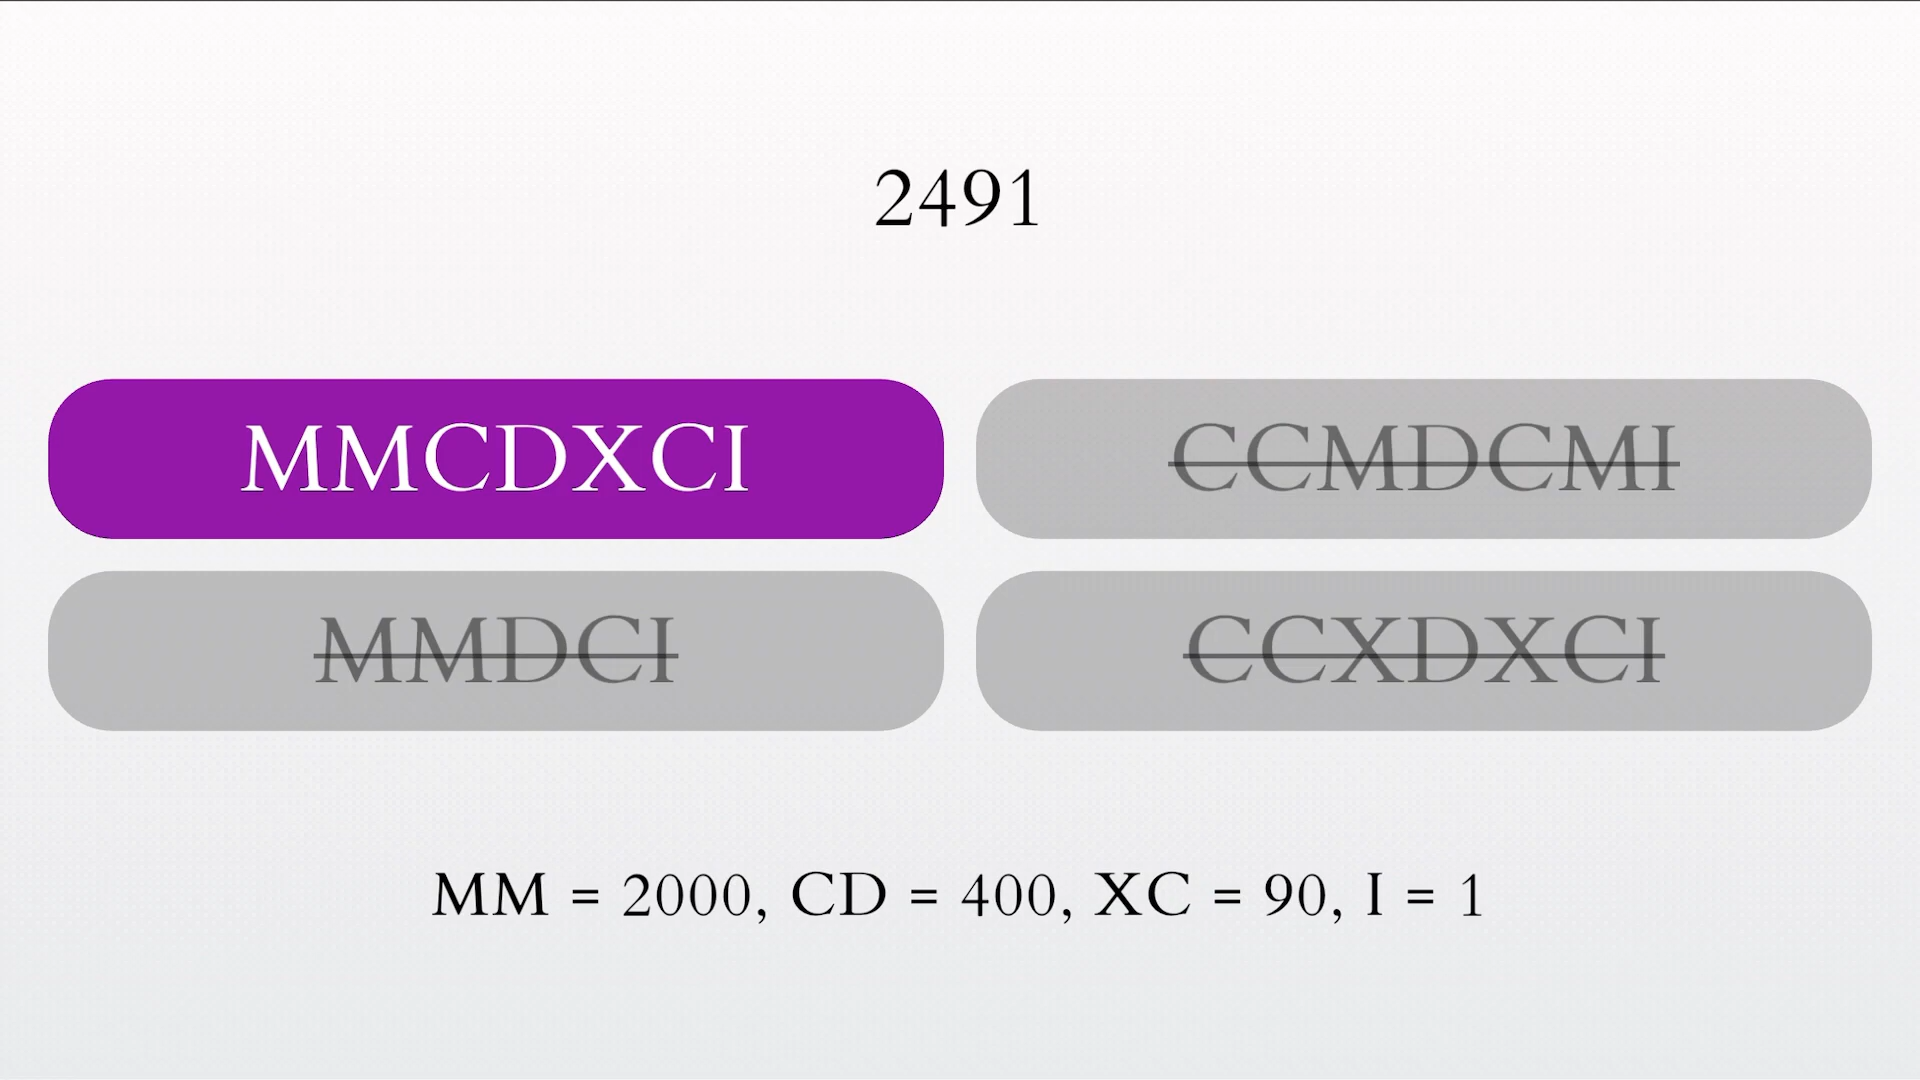 2491
MMCDXCI
CCMDCMI
MMDCI
CCXDXCI
MM = 2000, CD = 400, XC = 90, I = 1